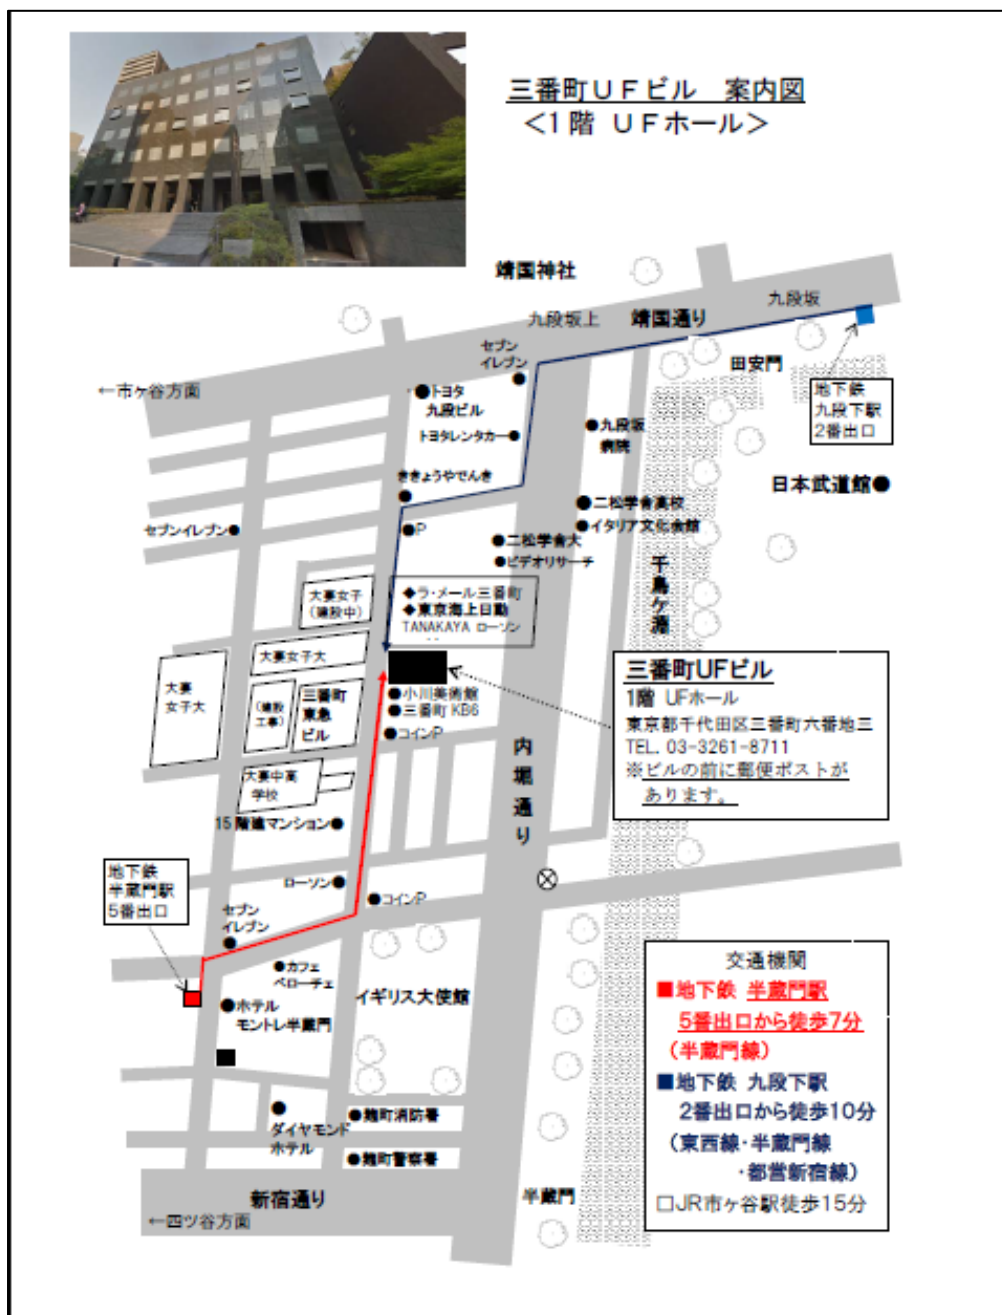 三番町UFビル 案内図
＜1階 UFホール＞
靖国神社
九段坂
九段坂上
靖国通り
セブン
イレブン
田安門
←市ヶ谷方面
●トヨタ
九段ビル
地下鉄
九段下駅
2番出口
トヨタレンタカー●
●九段坂
病院
ききょうやでんき
日本武道館●
●二松学舎高校
●P
セブンイレブン●
●イタリア文化会館
●二松学舎大
●ビデオリサーチ
千鳥ヶ淵
大妻女子
(建設中)
◆ラ・メール三番町
◆東京海上日動
TANAKAYA ローソン
大妻女子大
大妻
女子大
(建設
工事)
三番町
東急
ビル
●小川美術館
●三番町 KB6
●コインP
三番町UFビル
1階 UFホール
東京都千代田区三番町六番地三
TEL. 03-3261-8711
※ビルの前に郵便ポストが
あります。
内堀通り
大妻中高
学校
15階建マンション●
地下鉄
半蔵門駅
5番出口
ローソン●
●コインP
セブン
イレブン
●カフェ
ベローチェ
イギリス大使館
●ホテル
モントレ半蔵門
交通機関
■地下鉄 半蔵門駅
5番出口から徒歩7分
(半蔵門線)
■地下鉄 九段下駅
2番出口から徒歩10分
(東西線・半蔵門線
・都営新宿線)
□JR市ヶ谷駅徒歩15分
●麹町消防署
ダイヤモンド
ホテル
●麹町警察署
新宿通り
半蔵門
←四ツ谷方面